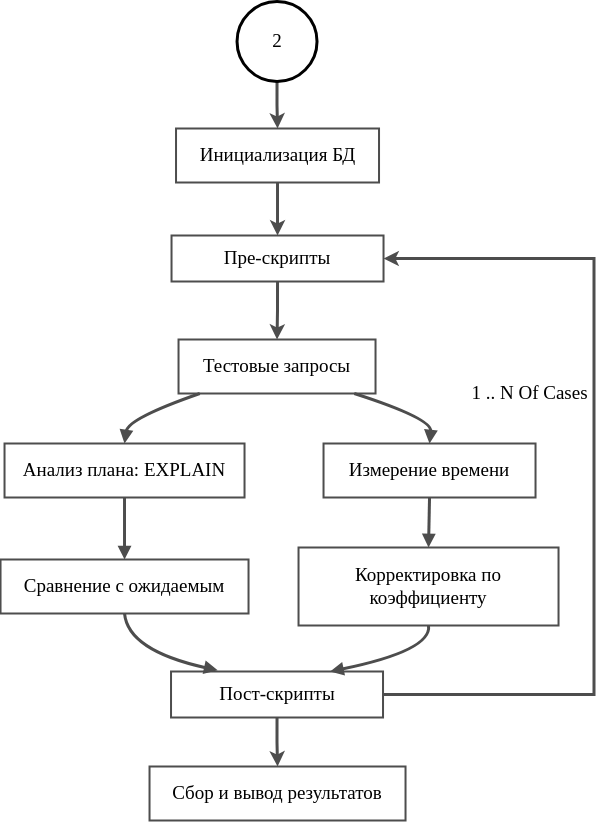 2
Инициализация БД
Пре-скрипты
Тестовые запросы
1 .. N Of Cases
Анализ плана: EXPLAIN
Измерение времени
Сравнение с ожидаемым
Корректировка по
коэффициенту
Пост-скрипты
Сбор и вывод результатов